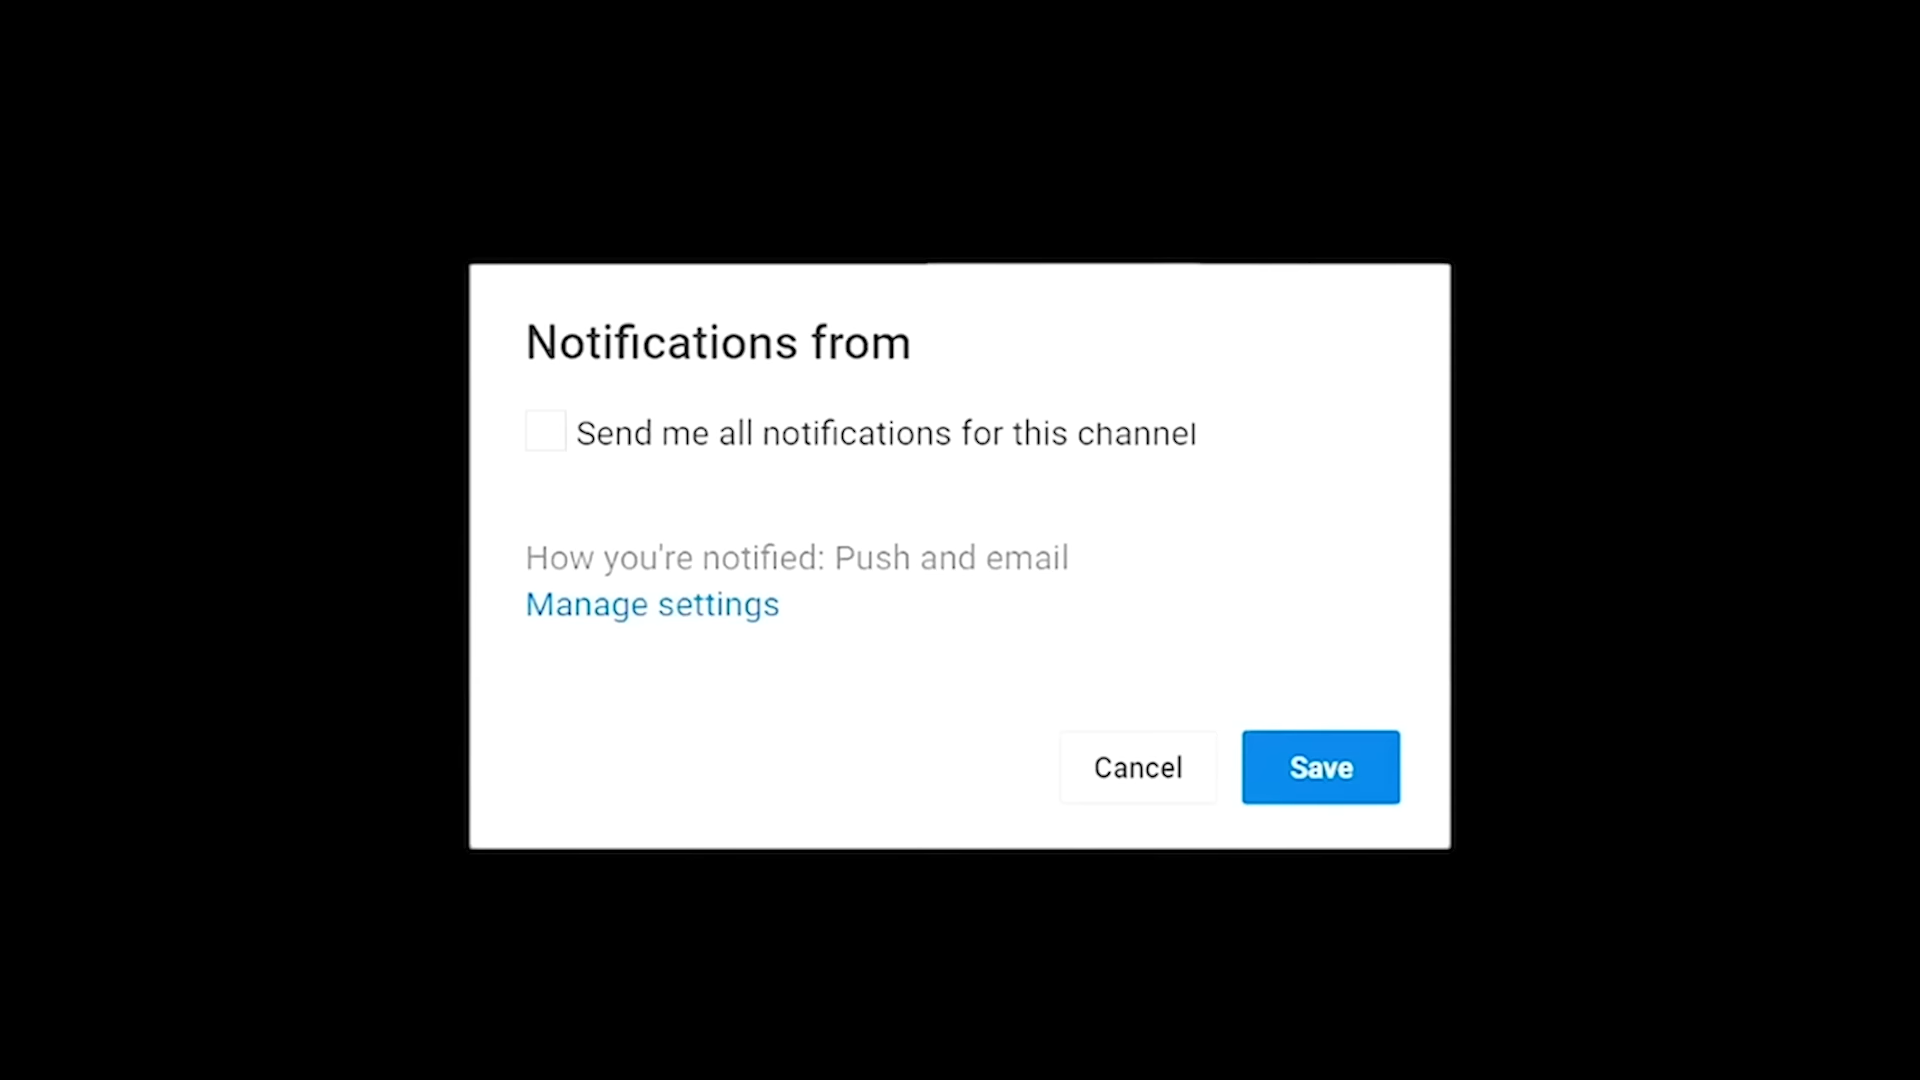 Notifications from
Send me all notifications for this channel
How you're notified: Push and email
Manage settings
Cancel
Save